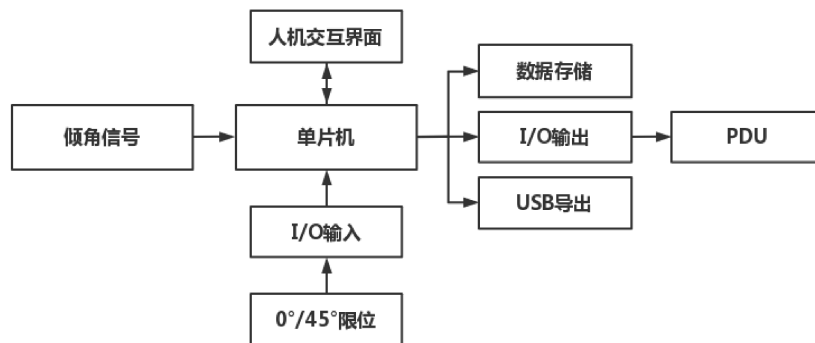 人机交互界面
数据存储
倾角信号
单片机
I/O输出
PDU
USB导出
I/O输入
0°/45°限位